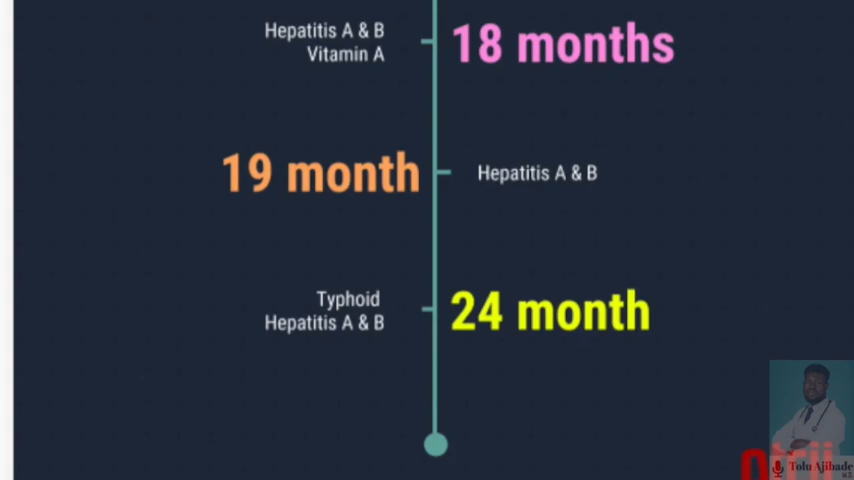 Hepatitis A & B
Vitamin A
18 months
19 month
Hepatitis A & B
Typhoid
Hepatitis A & B
24 month
Tolu Ajibade